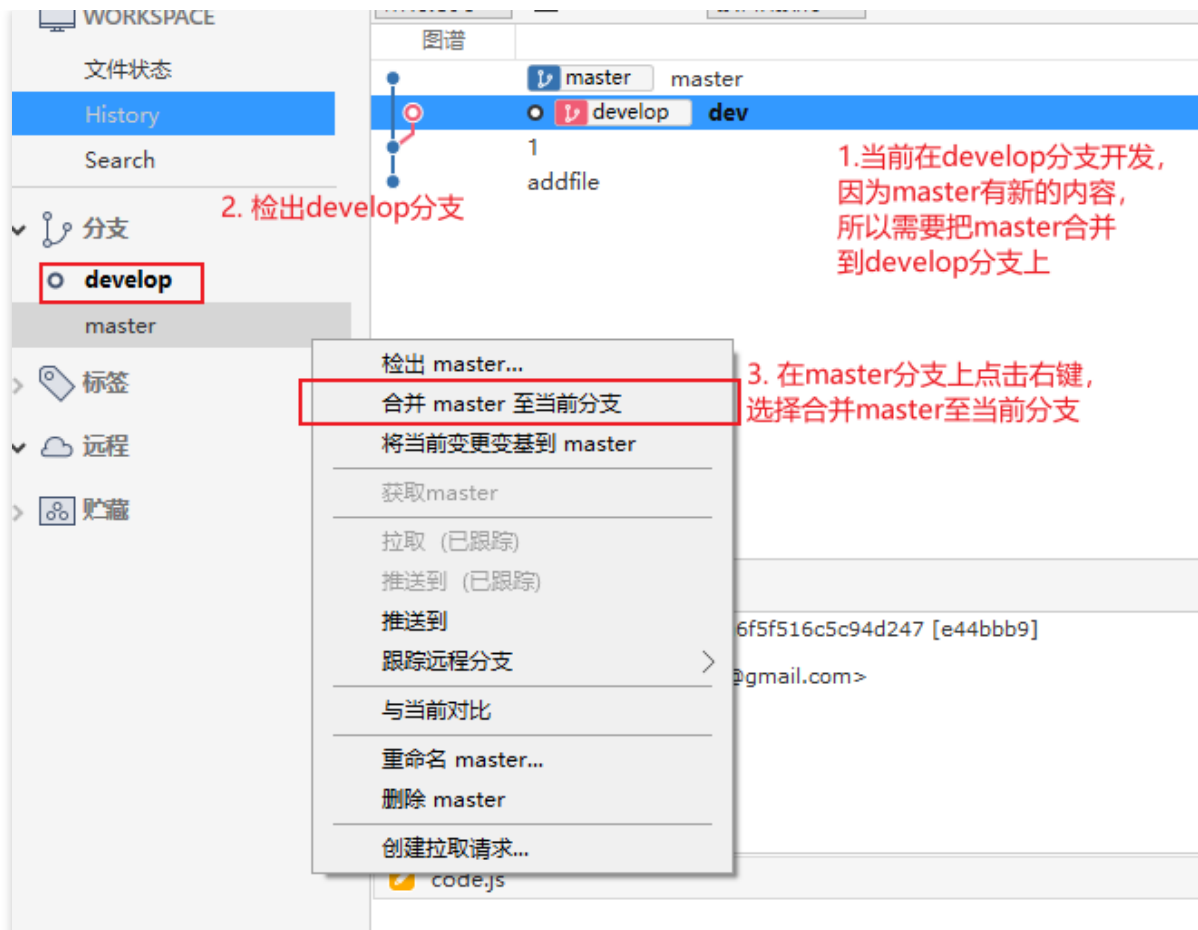 WORKSPACE
图谱
文件状态
master master
History
develop dev
Search
1
addfile
1.当前在develop分支开发，
因为master有新的内容，
所以需要把master合并
到develop分支上
2. 检出develop分支
分支
develop
master
标签
远程
贮藏
检出 master...
合并 master 至当前分支
将当前变更变基到 master
获取master
拉取 (已跟踪)
推送到 (已跟踪)
推送到
跟踪远程分支
与当前对比
重命名 master...
删除 master
创建拉取请求...
3. 在master分支上点击右键，
选择合并master至当前分支
6f5f516c5c94d247 [e44bbb9]
@gmail.com>
code.js